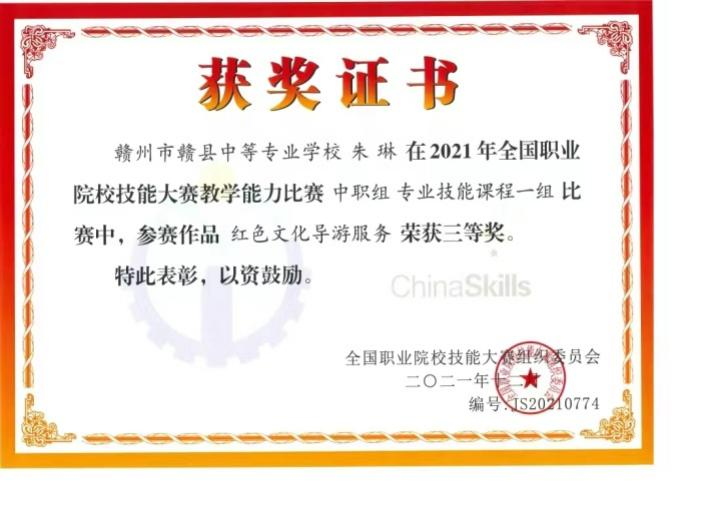 获奖证书
赣州市赣县中等专业学校 朱 琳 在2021年全国职业
院校技能大赛教学能力比赛 中职组 专业技能课程一组 比
赛中，参赛作品 红色文化导游服务 荣获三等奖。
特此表彰，以资鼓励。
ChinaSkills
全国职业院校技能大赛组织委员会
二〇二一年十二月
编号:JS20210774